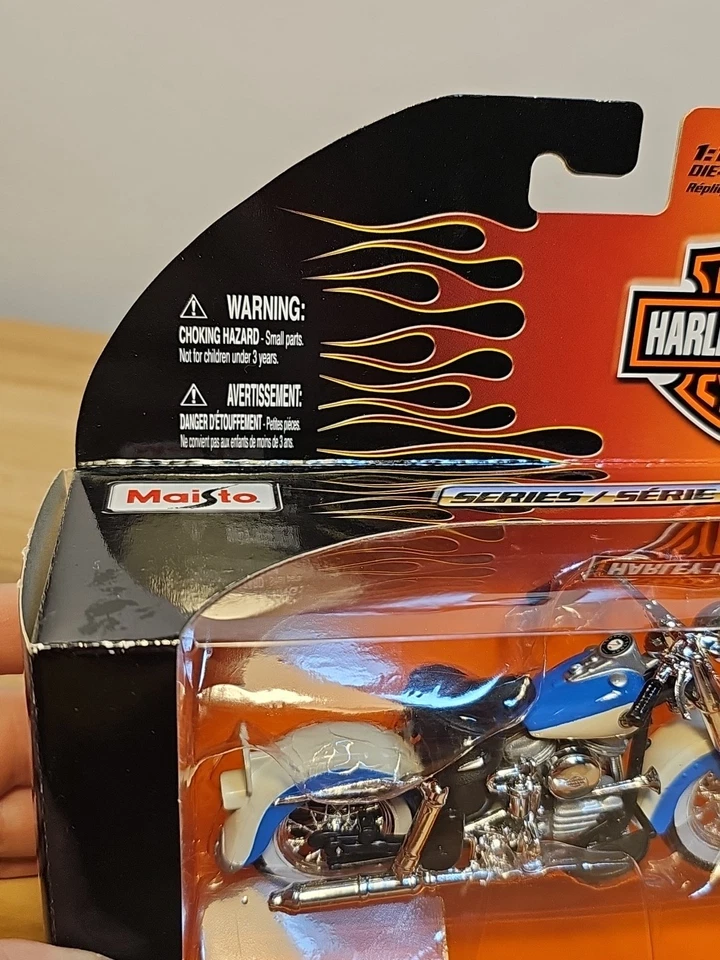 1:
DIE-
Répli
HARLE
WARNING:
CHOKING HAZARD - Small parts.
Not for children under 3 years.
AVERTISSEMENT:
DANGER D'ÉTOUFFEMENT - Petites pièces.
Ne convient pas aux enfants de moins de 3 ans.
Maisto
SERIES / SÉRIE
HARLEY-